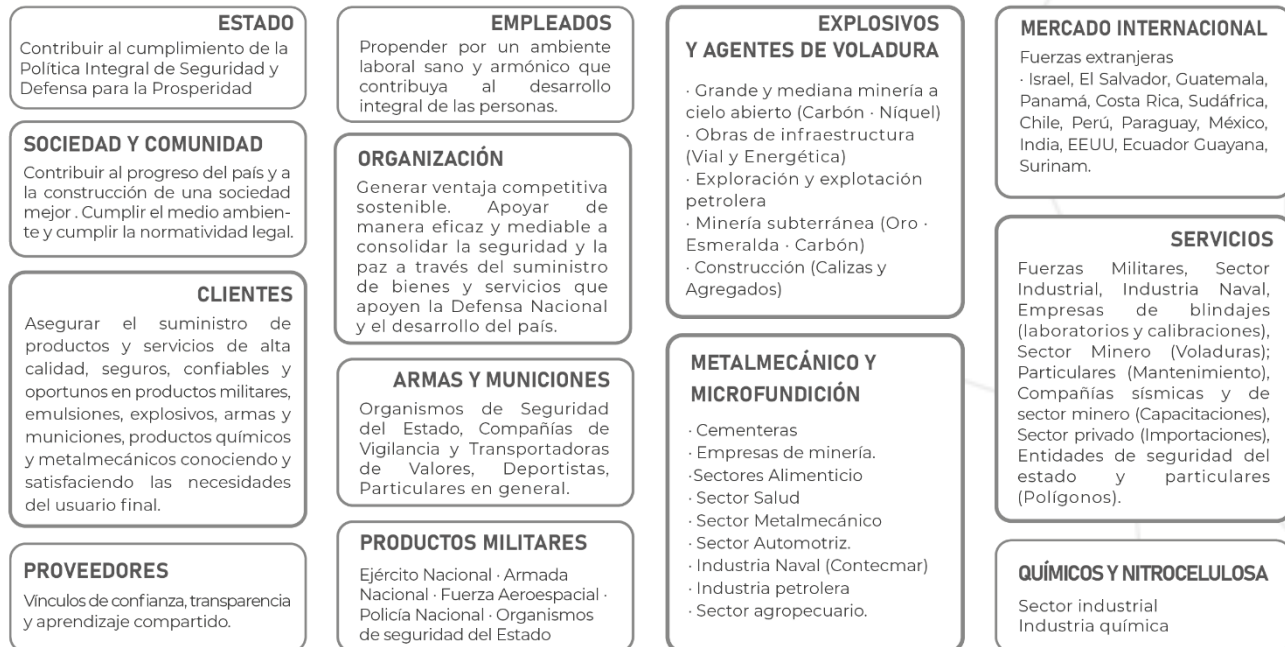 ESTADO
Contribuir al cumplimiento de la
Política Integral de Seguridad y
Defensa para la Prosperidad
SOCIEDAD Y COMUNIDAD
Contribuir al progreso del país y a
la construcción de una sociedad
mejor . Cumplir el medio ambien-
te y cumplir la normatividad legal.
CLIENTES
Asegurar el suministro de
productos y servicios de alta
calidad, seguros, confiables y
oportunos en productos militares,
emulsiones, explosivos, armas y
municiones, productos químicos
y metalmecánicos conociendo y
satisfaciendo las necesidades
del usuario final.
PROVEEDORES
Vínculos de confianza, transparencia
y aprendizaje compartido.
EMPLEADOS
Propender por un ambiente
laboral sano y armónico que
contribuya al desarrollo
integral de las personas.
ORGANIZACIÓN
Generar ventaja competitiva
sostenible. Apoyar de
manera eficaz y mediable a
consolidar la seguridad y la
paz a través del suministro
de bienes y servicios que
apoyen la Defensa Nacional
y el desarrollo del país.
ARMAS Y MUNICIONES
Organismos de Seguridad
del Estado, Compañías de
Vigilancia y Transportadoras
de Valores, Deportistas,
Particulares en general.
PRODUCTOS MILITARES
Ejército Nacional · Armada
Nacional · Fuerza Aeroespacial ·
Policía Nacional · Organismos
de seguridad del Estado
EXPLOSIVOS
Y AGENTES DE VOLADURA
· Grande y mediana minería a
cielo abierto (Carbón · Níquel)
· Obras de infraestructura
(Vial y Energética)
· Exploración y explotación
petrolera
· Minería subterránea (Oro ·
Esmeralda · Carbón)
· Construcción (Calizas y
Agregados)
METALMECÁNICO Y
MICROFUNDICIÓN
· Cementeras
· Empresas de minería.
·Sectores Alimenticio
· Sector Salud
· Sector Metalmecánico
· Sector Automotriz.
· Industria Naval (Contecmar)
· Industria petrolera
· Sector agropecuario.
MERCADO INTERNACIONAL
Fuerzas extranjeras
· Israel, El Salvador, Guatemala,
Panamá, Costa Rica, Sudáfrica,
Chile, Perú, Paraguay, México,
India, EEUU, Ecuador Guayana,
Surinam.
SERVICIOS
Fuerzas Militares, Sector
Industrial, Industria Naval,
Empresas de blindajes
(laboratorios y calibraciones),
Sector Minero (Voladuras);
Particulares (Mantenimiento),
Compañías sísmicas y de
sector minero (Capacitaciones),
Sector privado (Importaciones),
Entidades de seguridad del
estado y particulares
(Polígonos).
QUÍMICOS Y NITROCELULOSA
Sector industrial
Industria química